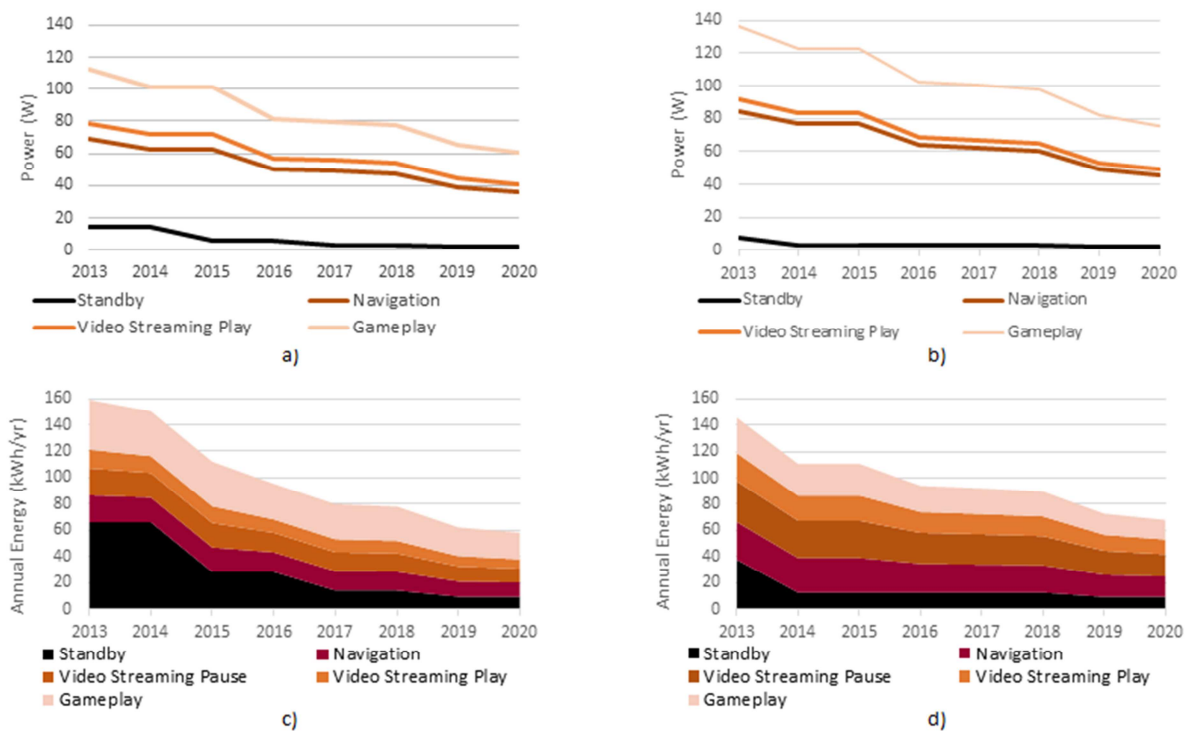 140
120
100
80
60
40
20
0
Power (W)
2013 2014 2015 2016 2017 2018 2019 2020
Standby Navigation
Video Streaming Play Gameplay
a)
140
120
100
80
60
40
20
0
Power (W)
2013 2014 2015 2016 2017 2018 2019 2020
Standby Navigation
Video Streaming Play Gameplay
b)
160
140
120
100
80
60
40
20
0
Annual Energy (kWh/yr)
2013 2014 2015 2016 2017 2018 2019 2020
Standby Navigation
Video Streaming Pause Video Streaming Play
Gameplay
c)
160
140
120
100
80
60
40
20
0
Annual Energy (kWh/yr)
2013 2014 2015 2016 2017 2018 2019 2020
Standby Navigation
Video Streaming Pause Video Streaming Play
Gameplay
d)